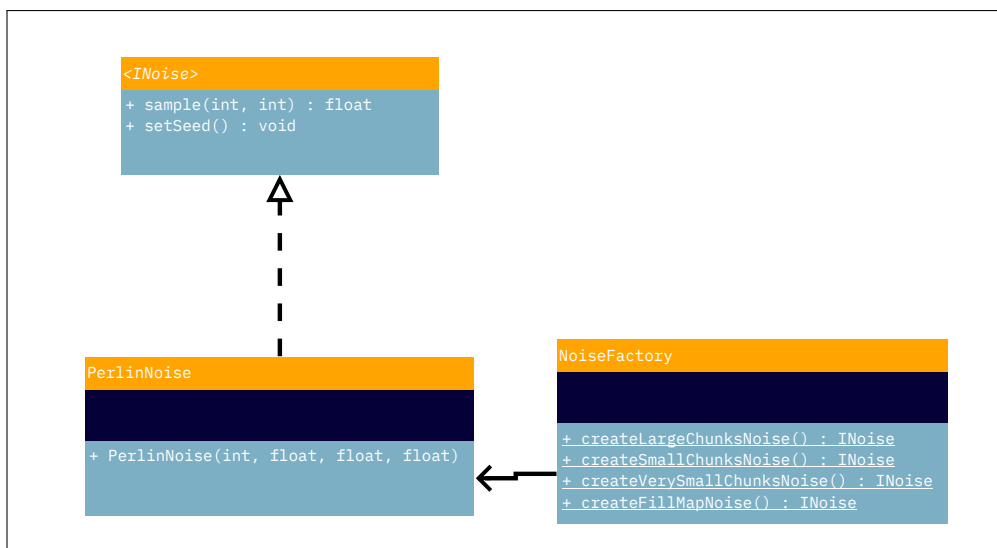 <INoise>
+ sample(int, int) : float
+ setSeed() : void
PerlinNoise
+ PerlinNoise(int, float, float, float)
NoiseFactory
+ createLargeChunksNoise() : INoise
+ createSmallChunksNoise() : INoise
+ createVerySmallChunksNoise() : INoise
+ createFillMapNoise() : INoise